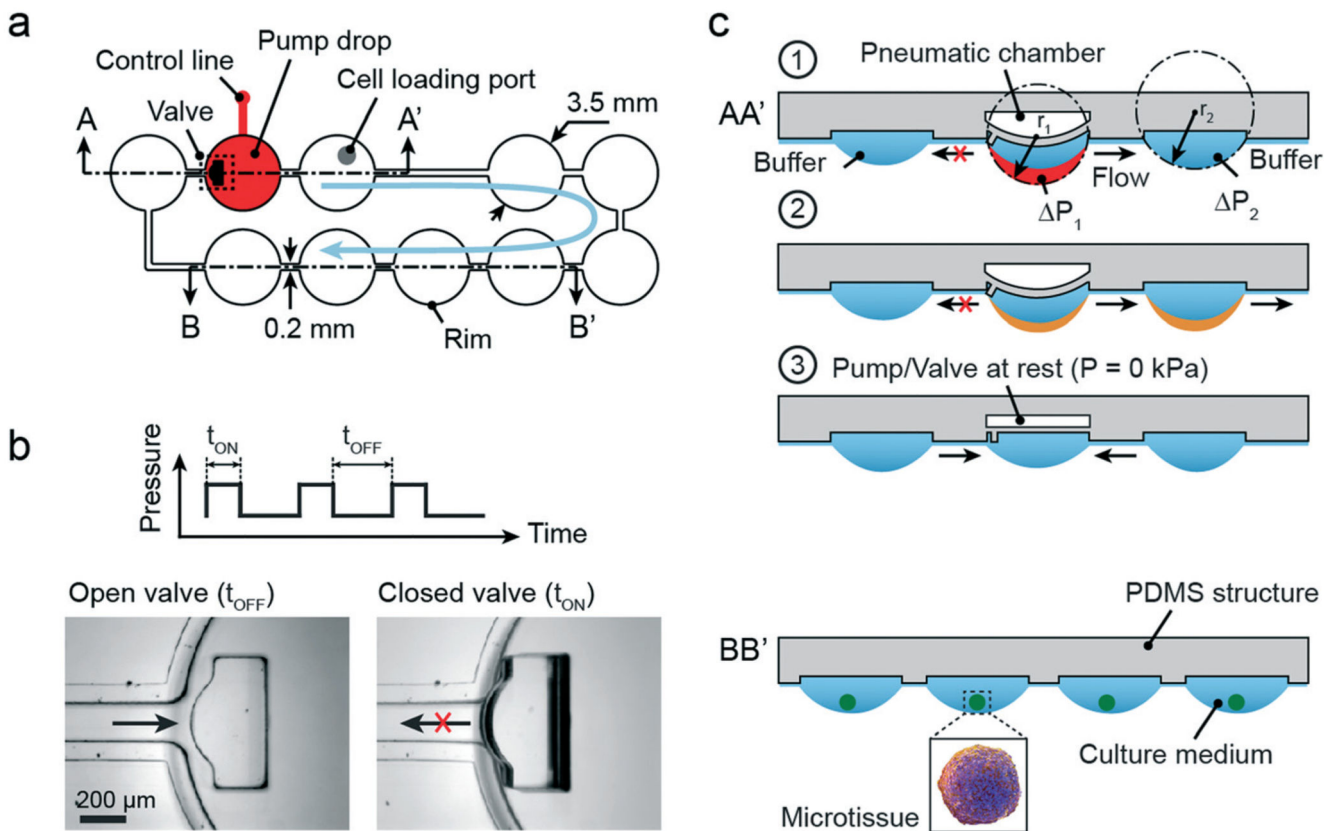 a
Pump drop
Control line
Cell loading port
Valve
3.5 mm
A
A'
B
0.2 mm
Rim
B'
b
Pressure
tON
tOFF
Time
Open valve (tOFF)
Closed valve (tON)
200 µm
c
1
Pneumatic chamber
AA'
r1
r2
Buffer
Flow
Buffer
ΔP1
ΔP2
2
3
Pump/Valve at rest (P = 0 kPa)
PDMS structure
BB'
Culture medium
Microtissue